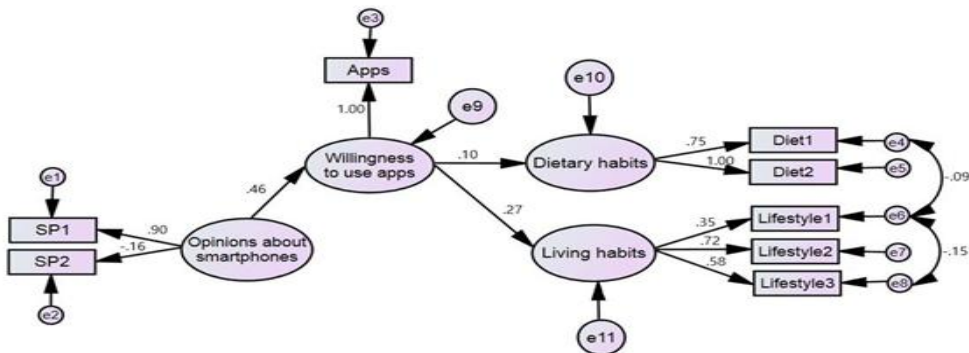 e3
Apps
1.00
e9
Willingness
to use apps
e10
.10
Dietary habits
.75
1.00
Diet1
Diet2
e4
e5
-.09
.46
.27
e1
SP1
SP2
e2
.90
-.16
Opinions about
smartphones
Living habits
.35
.72
.58
Lifestyle1
Lifestyle2
Lifestyle3
e6
e7
e8
-.15
e11